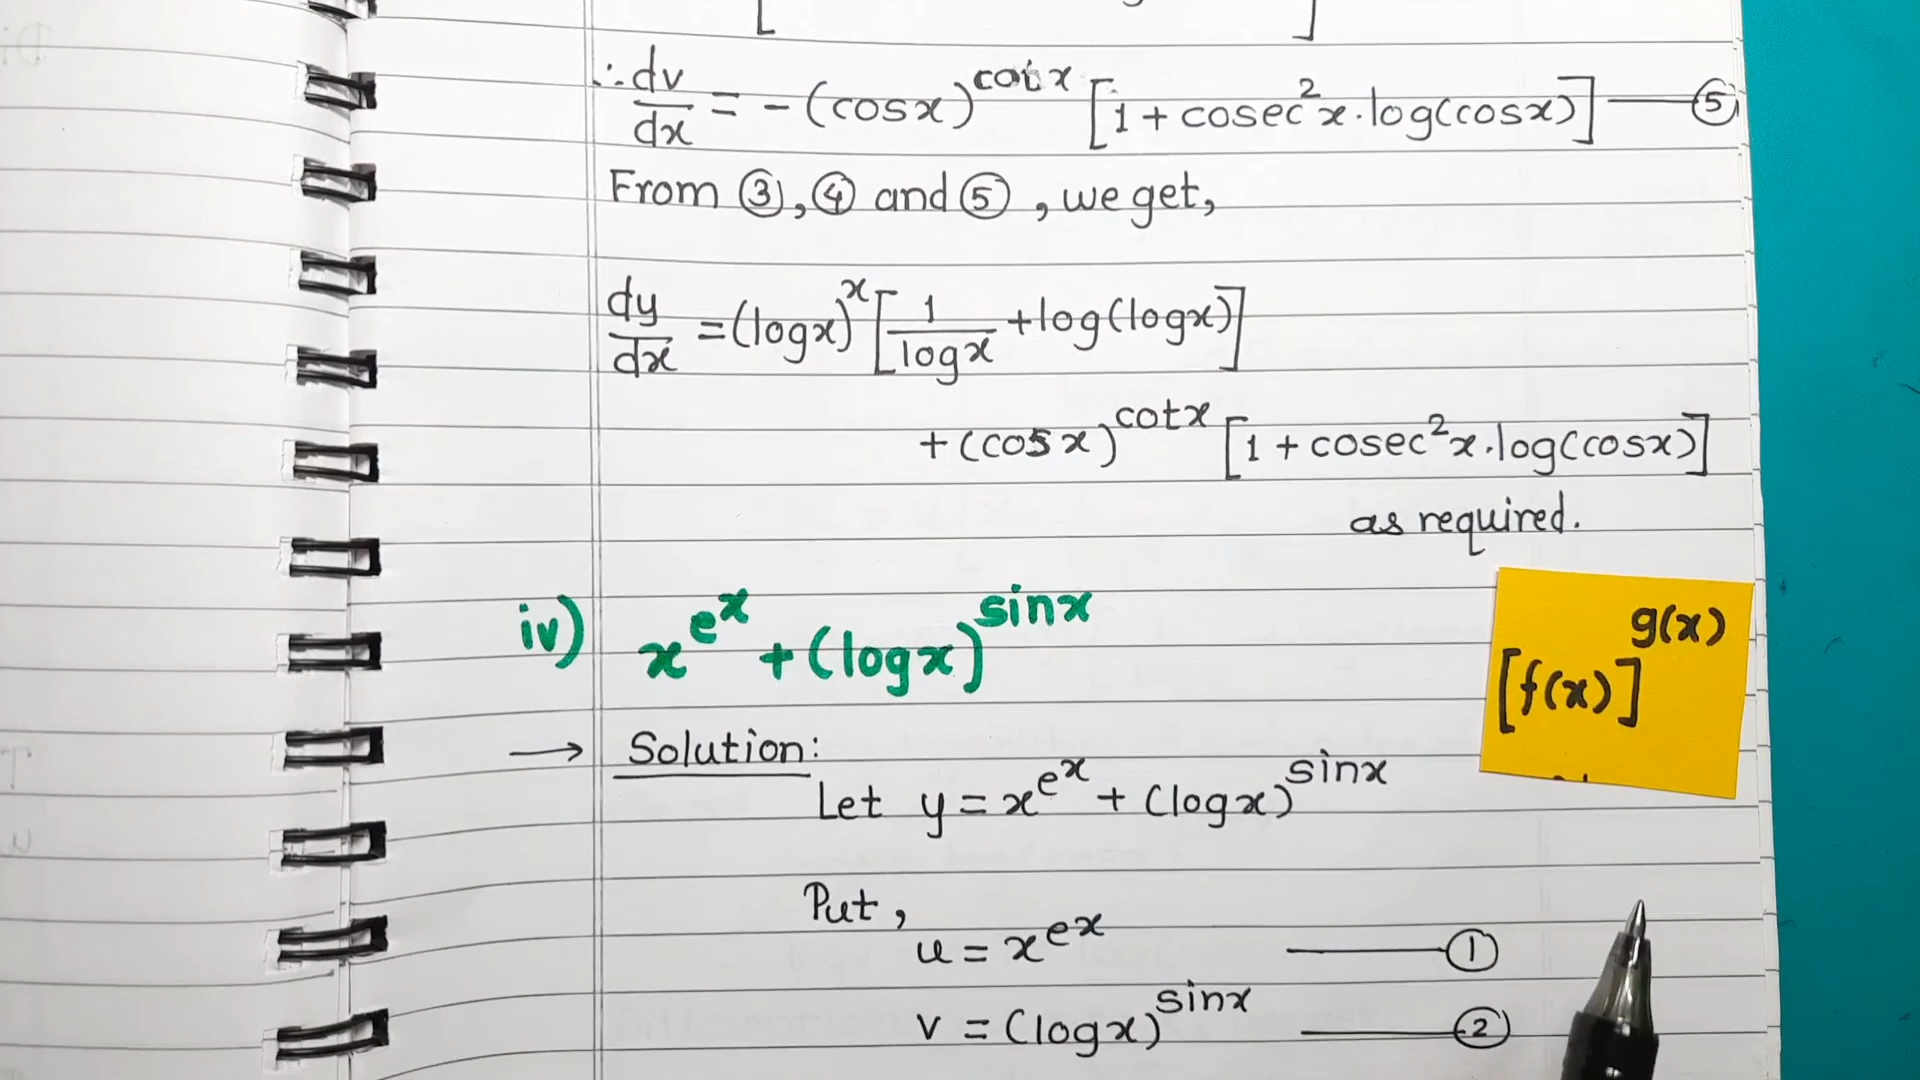 ∴ dv/dx = -(cosx)^cotx [1 + cosec²x·log(cosx)] —— ⑤
From ③, ④ and ⑤, we get,
dy/dx = (logx)^x [1/logx + log(logx)]
+ (cosx)^cotx [1 + cosec²x·log(cosx)]
as required.
iv) x^e^x + (logx)^sinx
[f(x)]^g(x)
→ Solution:
Let y = x^e^x + (logx)^sinx
Put,
u = x^e^x —— ①
v = (logx)^sinx —— ②